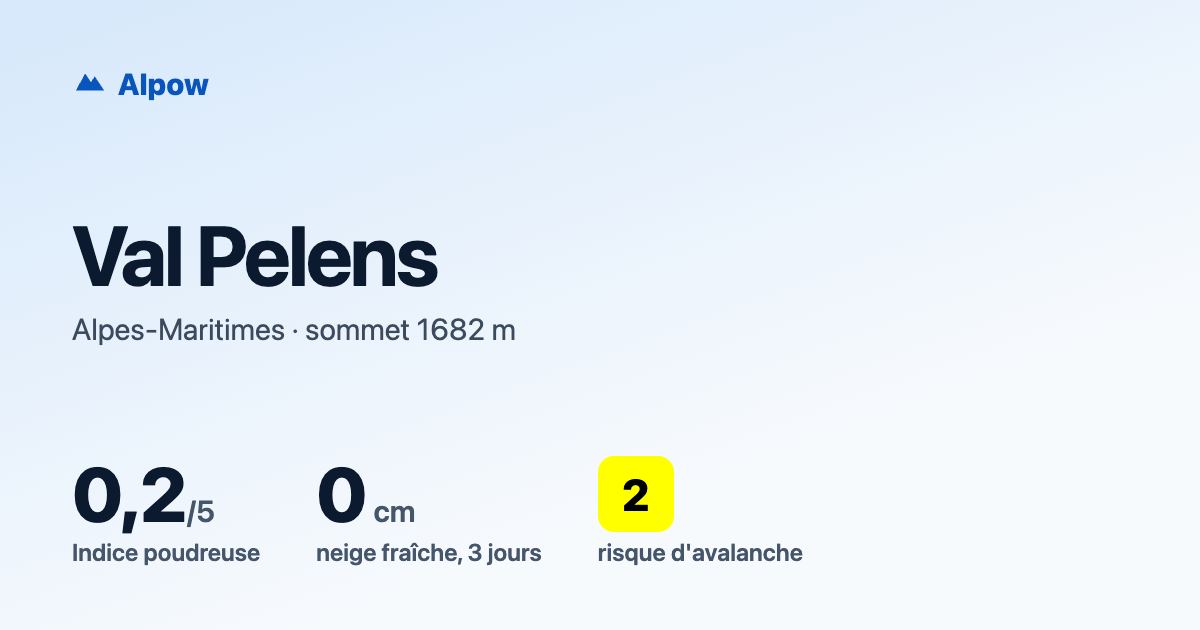 Alpow
Val Pelens
Alpes-Maritimes · sommet 1682 m
0,2/5
Indice poudreuse
0 cm
neige fraîche, 3 jours
2
risque d'avalanche